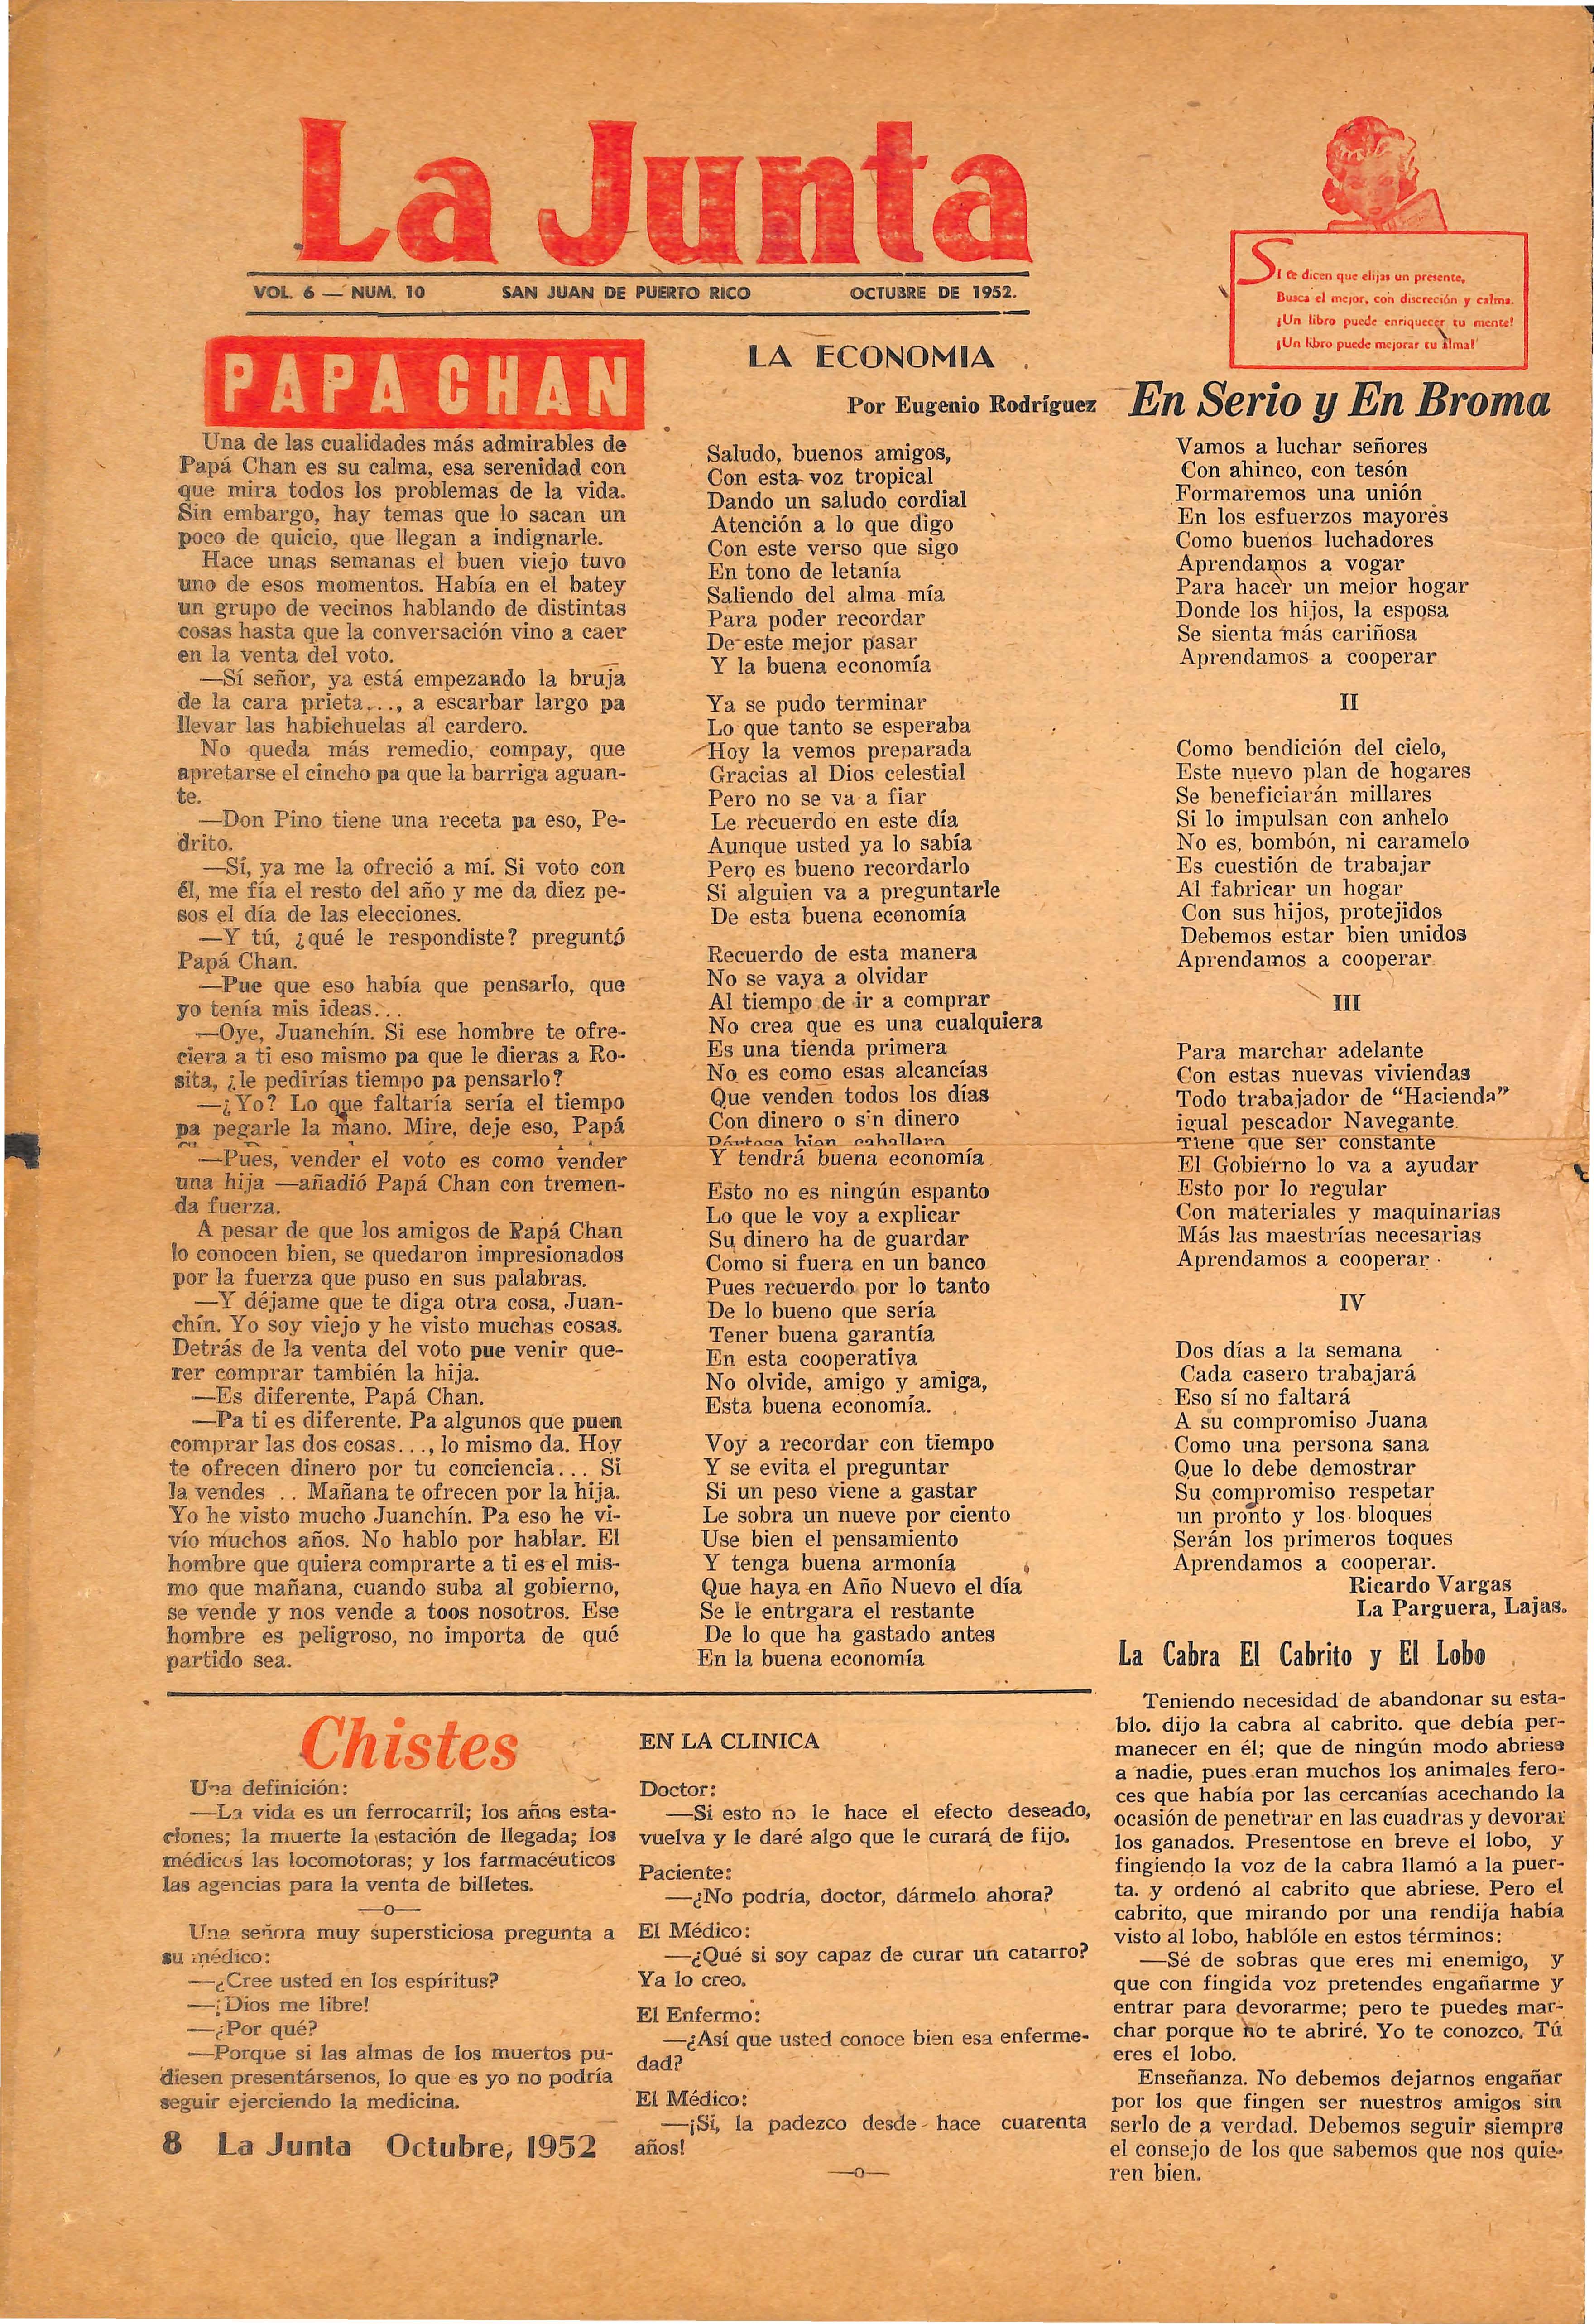 La Junta
VOL. 6 — NUM. 10 SAN JUAN DE PUERTO RICO OCTUBRE DE 1952.
SI te dicen que elijas un presente,
Busca el mejor, con discreción y calma.
¡Un libro puede enriquecer tu mente!
¡Un libro puede mejorar tu alma!
PAPA CHAN
Una de las cualidades más admirables de
Papá Chan es su calma, esa serenidad con
que mira todos los problemas de la vida.
Sin embargo, hay temas que lo sacan un
poco de quicio, que llegan a indignarle.
Hace unas semanas el buen viejo tuvo
uno de esos momentos. Había en el batey
un grupo de vecinos hablando de distintas
cosas hasta que la conversación vino a caer
en la venta del voto.
—Sí señor, ya está empezando la bruja
de la cara prieta..., a escarbar largo pa
llevar las habichuelas al cardero.
No queda más remedio, compay, que
apretarse el cincho pa que la barriga aguan-
te.
—Don Pino tiene una receta pa eso, Pe-
drito.
—Sí, ya me la ofreció a mí. Si voto con
él, me fía el resto del año y me da diez pe-
sos el día de las elecciones.
—Y tú, ¿qué le respondiste? preguntó
Papá Chan.
—Pue que eso había que pensarlo, que
yo tenía mis ideas...
—Oye, Juanchín. Si ese hombre te ofre-
ciera a ti eso mismo pa que le dieras a Ro-
sita, ¿le pedirías tiempo pa pensarlo?
—¿Yo? Lo que faltaría sería el tiempo
pa pegarle la mano. Mire, deje eso, Papá
—Pues, vender el voto es como vender
una hija —añadió Papá Chan con tremen-
da fuerza.
A pesar de que los amigos de Papá Chan
lo conocen bien, se quedaron impresionados
por la fuerza que puso en sus palabras.
—Y déjame que te diga otra cosa, Juan-
chín. Yo soy viejo y he visto muchas cosas.
Detrás de la venta del voto pue venir que-
rer comprar también la hija.
—Es diferente, Papá Chan.
—Pa ti es diferente. Pa algunos que puen
comprar las dos cosas..., lo mismo da. Hoy
te ofrecen dinero por tu conciencia... Si
la vendes .. Mañana te ofrecen por la hija.
Yo he visto mucho Juanchín. Pa eso he vi-
vío muchos años. No hablo por hablar. El
hombre que quiera comprarte a ti es el mis-
mo que mañana, cuando suba al gobierno,
se vende y nos vende a toos nosotros. Ese
hombre es peligroso, no importa de qué
partido sea.
LA ECONOMIA
Por Eugenio Rodríguez
Saludo, buenos amigos,
Con esta voz tropical
Dando un saludo cordial
Atención a lo que digo
Con este verso que sigo
En tono de letanía
Saliendo del alma mía
Para poder recordar
De este mejor pasar
Y la buena economía
Ya se pudo terminar
Lo que tanto se esperaba
Hoy la vemos preparada
Gracias al Dios celestial
Pero no se va a fiar
Le recuerdo en este día
Aunque usted ya lo sabía
Pero es bueno recordarlo
Si alguien va a preguntarle
De esta buena economía
Recuerdo de esta manera
No se vaya a olvidar
Al tiempo de ir a comprar
No crea que es una cualquiera
Es una tienda primera
No es como esas alcancías
Que venden todos los días
Con dinero o s'n dinero
Pórtese bien caballero
Y tendrá buena economía
Esto no es ningún espanto
Lo que le voy a explicar
Su dinero ha de guardar
Como si fuera en un banco
Pues recuerdo por lo tanto
De lo bueno que sería
Tener buena garantía
En esta cooperativa
No olvide, amigo y amiga,
Esta buena economía.
Voy a recordar con tiempo
Y se evita el preguntar
Si un peso viene a gastar
Le sobra un nueve por ciento
Use bien el pensamiento
Y tenga buena armonía
Que haya en Año Nuevo el día
Se le entrgara el restante
De lo que ha gastado antes
En la buena economía
En Serio y En Broma
Vamos a luchar señores
Con ahinco, con tesón
Formaremos una unión
En los esfuerzos mayores
Como buenos luchadores
Aprendamos a vogar
Para hacer un mejor hogar
Donde los hijos, la esposa
Se sienta más cariñosa
Aprendamos a cooperar
II
Como bendición del cielo,
Este nuevo plan de hogares
Se beneficiarán millares
Si lo impulsan con anhelo
No es, bombón, ni caramelo
Es cuestión de trabajar
Al fabricar un hogar
Con sus hijos, protejidos
Debemos estar bien unidos
Aprendamos a cooperar
III
Para marchar adelante
Con estas nuevas viviendas
Todo trabajador de "Hacienda"
igual pescador Navegante.
Tiene que ser constante
El Gobierno lo va a ayudar
Esto por lo regular
Con materiales y maquinarias
Más las maestrías necesarias
Aprendamos a cooperar
IV
Dos días a la semana
Cada casero trabajará
Eso sí no faltará
A su compromiso Juana
Como una persona sana
Que lo debe demostrar
Su compromiso respetar
un pronto y los bloques
Serán los primeros toques
Aprendamos a cooperar.
Ricardo Vargas
La Parguera, Lajas.
La Cabra El Cabrito y El Lobo
Teniendo necesidad de abandonar su esta-
blo. dijo la cabra al cabrito. que debía per-
manecer en él; que de ningún modo abriese
a nadie, pues eran muchos los animales fero-
ces que había por las cercanías acechando la
ocasión de penetrar en las cuadras y devorar
los ganados. Presentose en breve el lobo, y
fingiendo la voz de la cabra llamó a la puer-
ta. y ordenó al cabrito que abriese. Pero el
cabrito, que mirando por una rendija había
visto al lobo, hablóle en estos términos:
—Sé de sobras que eres mi enemigo, y
que con fingida voz pretendes engañarme y
entrar para devorarme; pero te puedes mar-
char porque no te abriré. Yo te conozco. Tú
eres el lobo.
Enseñanza. No debemos dejarnos engañar
por los que fingen ser nuestros amigos sin
serlo de a verdad. Debemos seguir siempre
el consejo de los que sabemos que nos quie-
ren bien.
Chistes
Una definición:
—La vida es un ferrocarril; los años esta-
ciones; la muerte la estación de llegada; los
médicos las locomotoras; y los farmacéuticos
las agencias para la venta de billetes.
—o—
Una señora muy supersticiosa pregunta a
su médico:
—¿Cree usted en los espíritus?
—¡Dios me libre!
—¿Por qué?
—Porque si las almas de los muertos pu-
diesen presentársenos, lo que es yo no podría
seguir ejerciendo la medicina.
EN LA CLINICA
Doctor:
—Si esto no le hace el efecto deseado,
vuelva y le daré algo que le curará de fijo.
Paciente:
—¿No podría, doctor, dármelo ahora?
El Médico:
—¿Qué si soy capaz de curar un catarro?
Ya lo creo.
El Enfermo:
—¿Así que usted conoce bien esa enferme-
dad?
El Médico:
—¡Sí, la padezco desde hace cuarenta
años!
—o—
8 La Junta Octubre, 1952